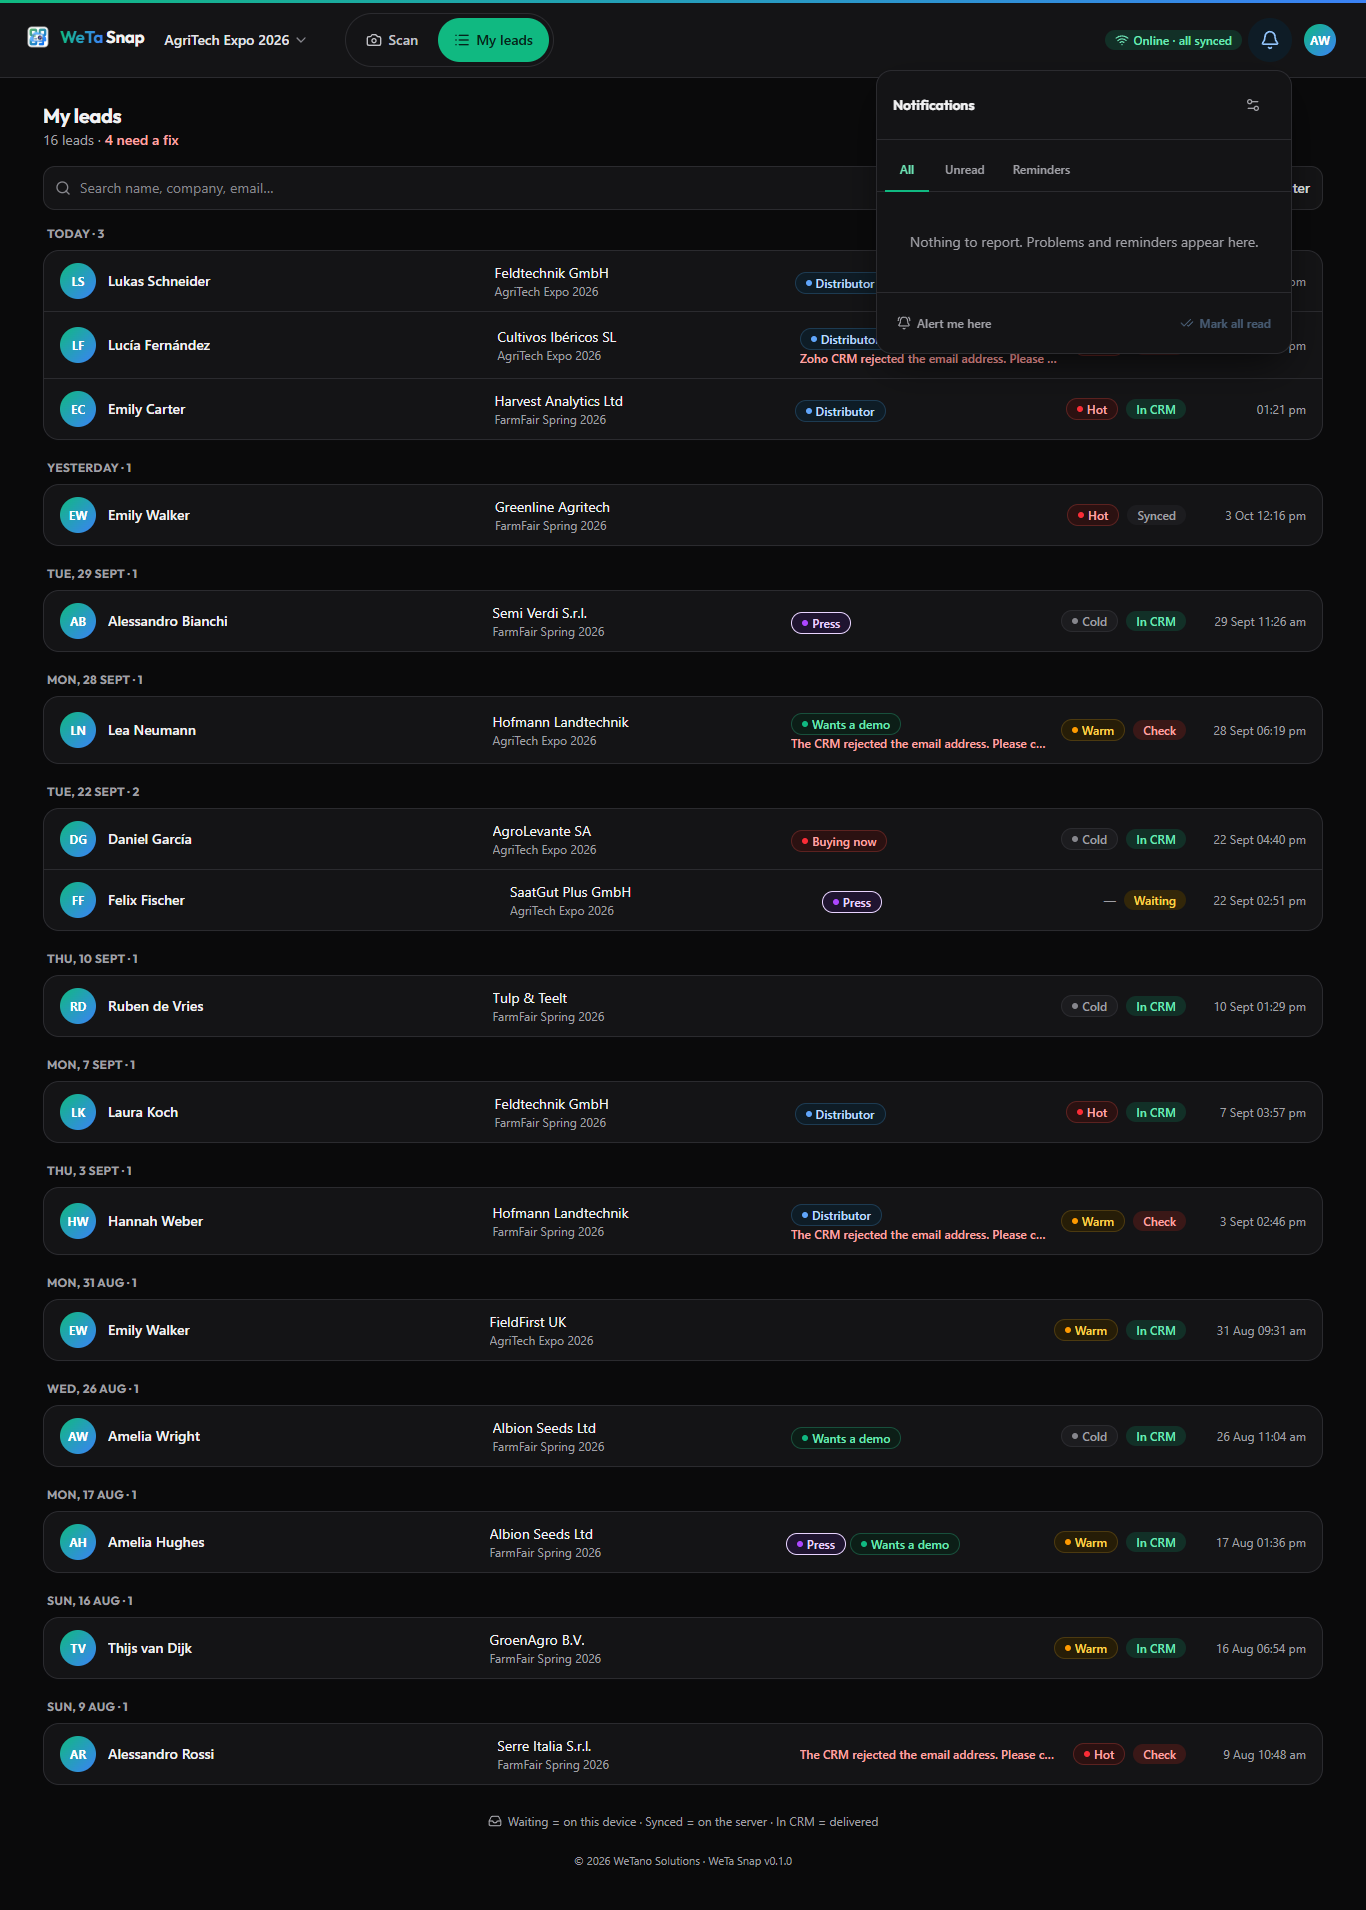 WeTa Snap
AgriTech Expo 2026
Scan
My leads
Online · all synced
AW
Notifications
All
Unread
Reminders
Nothing to report. Problems and reminders appear here.
Alert me here
Mark all read
My leads
16 leads · 4 need a fix
Search name, company, email...
TODAY · 3
LS
Lukas Schneider
Feldtechnik GmbH
AgriTech Expo 2026
Distributor
LF
Lucía Fernández
Cultivos Ibéricos SL
AgriTech Expo 2026
Zoho CRM rejected the email address. Please ...
pm
EC
Emily Carter
Harvest Analytics Ltd
FarmFair Spring 2026
Distributor
Hot
In CRM
01:21 pm
YESTERDAY · 1
EW
Emily Walker
Greenline Agritech
FarmFair Spring 2026
Hot
Synced
3 Oct 12:16 pm
TUE, 29 SEPT · 1
AB
Alessandro Bianchi
Semi Verdi S.r.l.
FarmFair Spring 2026
Press
Cold
In CRM
29 Sept 11:26 am
MON, 28 SEPT · 1
LN
Lea Neumann
Hofmann Landtechnik
AgriTech Expo 2026
Wants a demo
The CRM rejected the email address. Please c...
Warm
Check
28 Sept 06:19 pm
TUE, 22 SEPT · 2
DG
Daniel García
AgroLevante SA
AgriTech Expo 2026
Buying now
Cold
In CRM
22 Sept 04:40 pm
FF
Felix Fischer
SaatGut Plus GmbH
AgriTech Expo 2026
Press
—
Waiting
22 Sept 02:51 pm
THU, 10 SEPT · 1
RD
Ruben de Vries
Tulp & Teelt
FarmFair Spring 2026
Cold
In CRM
10 Sept 01:29 pm
MON, 7 SEPT · 1
LK
Laura Koch
Feldtechnik GmbH
FarmFair Spring 2026
Distributor
Hot
In CRM
7 Sept 03:57 pm
THU, 3 SEPT · 1
HW
Hannah Weber
Hofmann Landtechnik
FarmFair Spring 2026
Distributor
The CRM rejected the email address. Please c...
Warm
Check
3 Sept 02:46 pm
MON, 31 AUG · 1
EW
Emily Walker
FieldFirst UK
AgriTech Expo 2026
Warm
In CRM
31 Aug 09:31 am
WED, 26 AUG · 1
AW
Amelia Wright
Albion Seeds Ltd
FarmFair Spring 2026
Wants a demo
Cold
In CRM
26 Aug 11:04 am
MON, 17 AUG · 1
AH
Amelia Hughes
Albion Seeds Ltd
FarmFair Spring 2026
Press
Wants a demo
Warm
In CRM
17 Aug 01:36 pm
SUN, 16 AUG · 1
TV
Thijs van Dijk
GroenAgro B.V.
FarmFair Spring 2026
Warm
In CRM
16 Aug 06:54 pm
SUN, 9 AUG · 1
AR
Alessandro Rossi
Serre Italia S.r.l.
FarmFair Spring 2026
The CRM rejected the email address. Please c...
Hot
Check
9 Aug 10:48 am
Waiting = on this device · Synced = on the server · In CRM = delivered
© 2026 WeTano Solutions · WeTa Snap v0.1.0